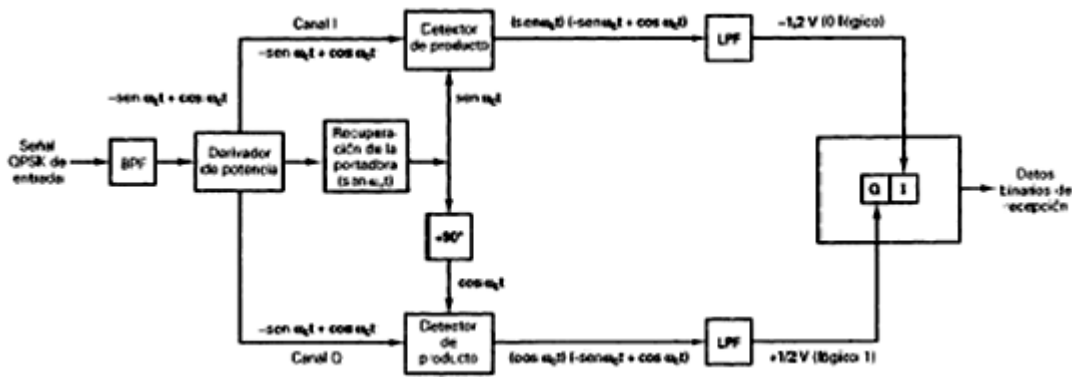 Canal I
-sen ωct + cos ωct
Detector
de producto
(sen ωct) (-sen ωct + cos ωct)
LPF
-1,2 V (0 lógico)
-sen ωct + cos ωct
sen ωct
Señal
QPSK de
entrada
BPF
Derivador
de potencia
Recupera-
ción de la
portadora
(sen ωct)
+90°
cos ωct
Q I
Datos
binarios de
recepción
-sen ωct + cos ωct
Canal Q
Detector
de
producto
(cos ωct) (-sen ωct + cos ωct)
LPF
+1/2 V (lógico 1)